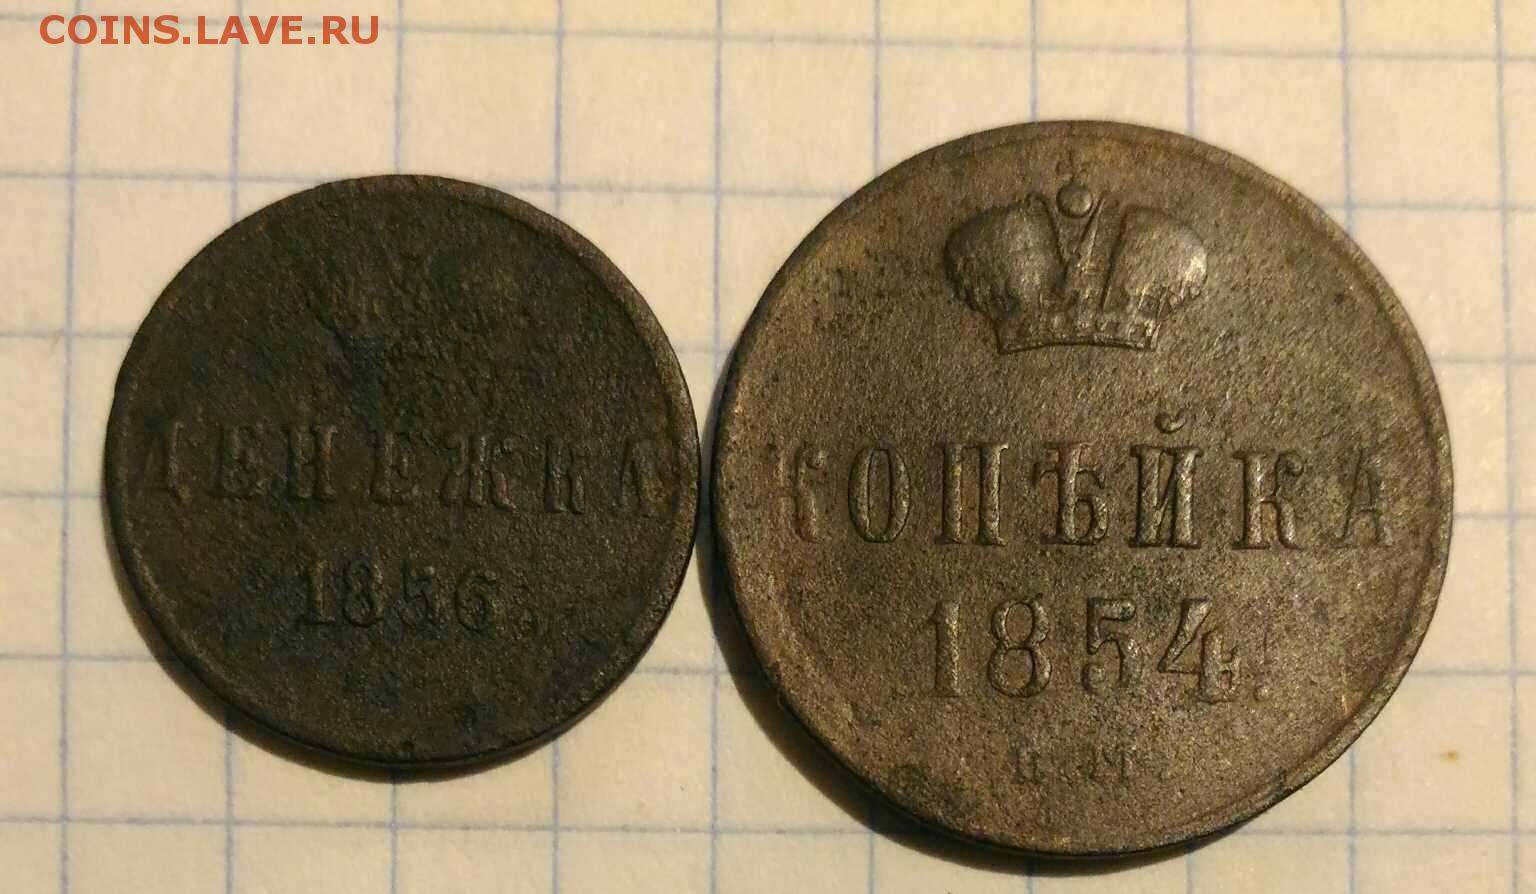 COINS.LAVE.RU
ДЕНЕЖКА
1856.
КОПѢЙКА
1854.